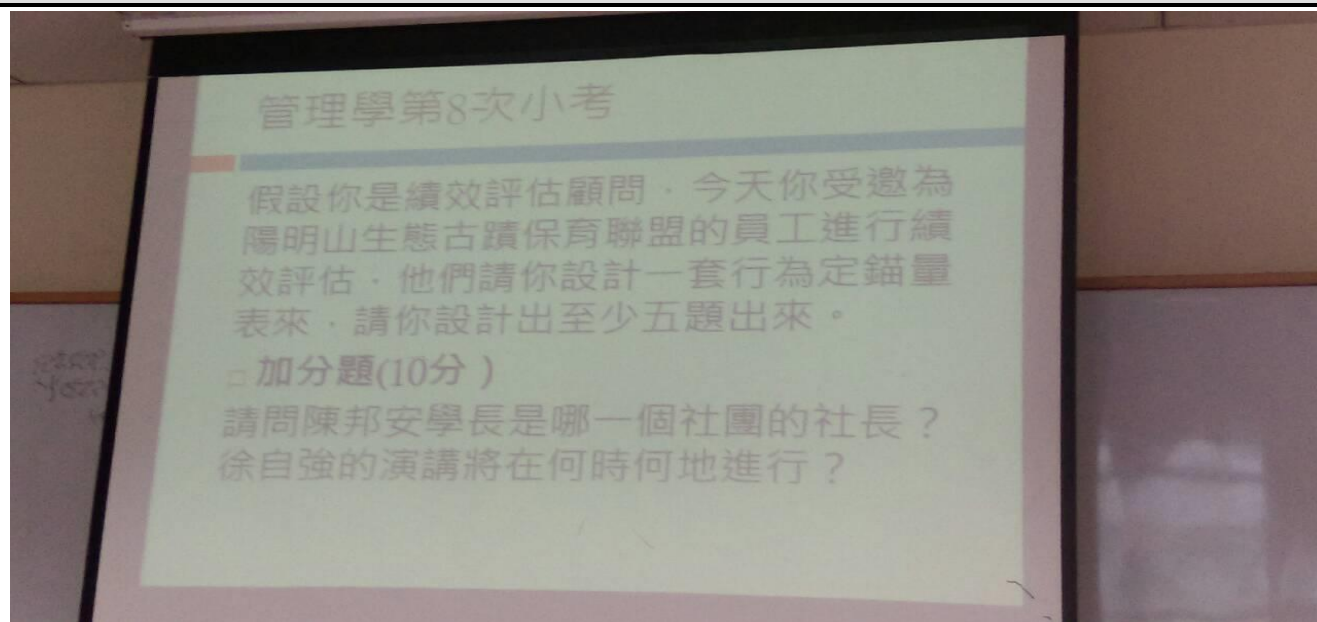 管理學第8次小考
假設你是績效評估顧問，今天你受邀為
陽明山生態古蹟保育聯盟的員工進行績
效評估，他們請你設計一套行為定錨量
表來，請你設計出至少五題出來。
□ 加分題(10分）
請問陳邦安學長是哪一個社團的社長？
徐自強的演講將在何時何地進行？